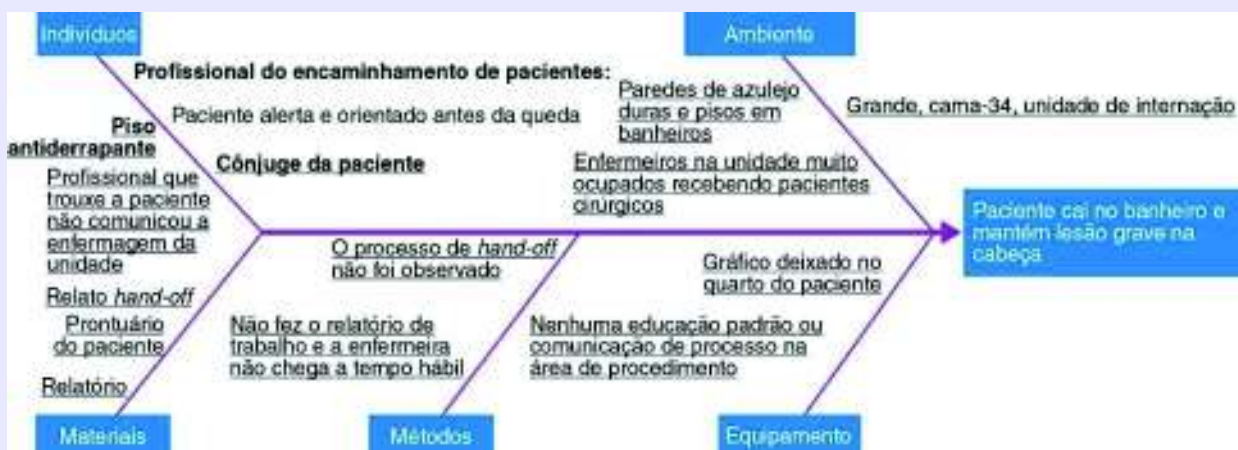 Indivíduos
Ambiente
Profissional do encaminhamento de pacientes:
Paciente alerta e orientado antes da queda
Paredes de azulejo
duras e pisos em
banheiros
Grande, cama-34, unidade de internação
Piso
antiderrapante
Cônjuge da paciente
Profissional que
trouxe a paciente
não comunicou a
enfermagem da
unidade
Enfermeiros na unidade muito
ocupados recebendo pacientes
cirúrgicos
Paciente cai no banheiro e
mantém lesão grave na
cabeça
O processo de hand-off
não foi observado
Gráfico deixado no
quarto do paciente
Relato hand-off
Prontuário
do paciente
Relatório
Não fez o relatório de
trabalho e a enfermeira
não chega a tempo hábil
Nenhuma educação padrão ou
comunicação de processo na
área de procedimento
Materiais
Métodos
Equipamento